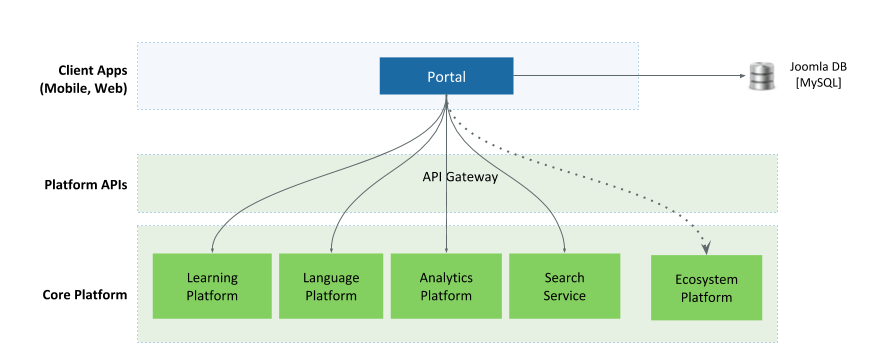 Client Apps
(Mobile, Web)
Portal
Joomla DB
[MySQL]
Platform APIs
API Gateway
Core Platform
Learning
Platform
Language
Platform
Analytics
Platform
Search
Service
Ecosystem
Platform